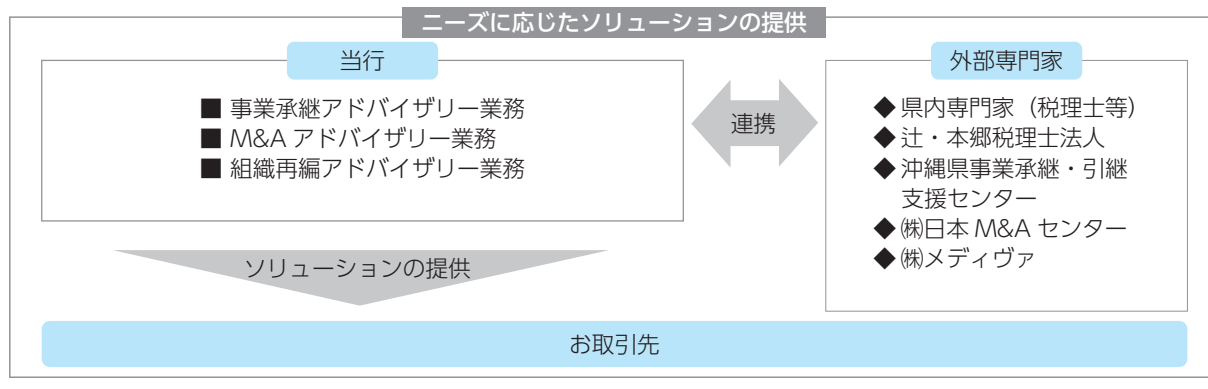 ニーズに応じたソリューションの提供
当行
■ 事業承継アドバイザリー業務
■ M&A アドバイザリー業務
■ 組織再編アドバイザリー業務
連携
外部専門家
◆ 県内専門家（税理士等）
◆ 辻・本郷税理士法人
◆ 沖縄県事業承継・引継
支援センター
◆ ㈱日本 M&A センター
◆ ㈱メディヴァ
ソリューションの提供
お取引先